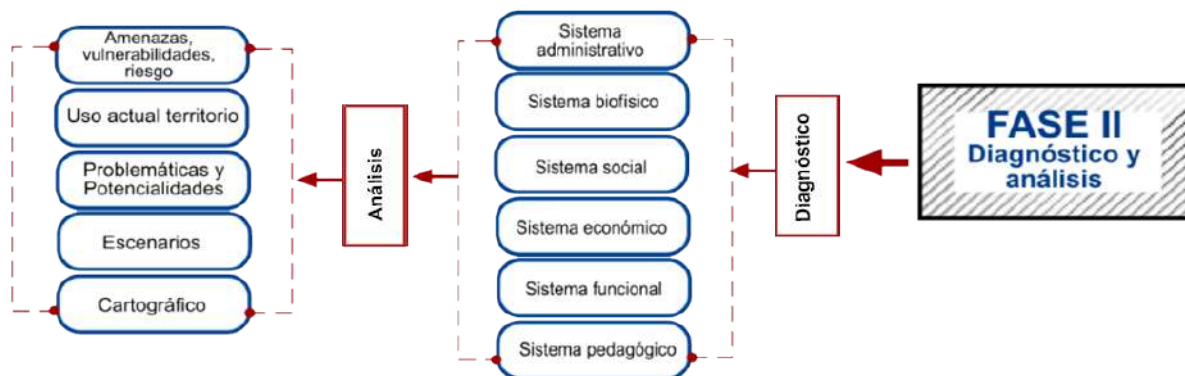 Amenazas,
vulnerabilidades,
riesgo
Uso actual territorio
Problemáticas y
Potencialidades
Escenarios
Cartográfico
Análisis
Sistema
administrativo
Sistema biofísico
Sistema social
Sistema económico
Sistema funcional
Sistema pedagógico
Diagnóstico
FASE II
Diagnóstico y
análisis